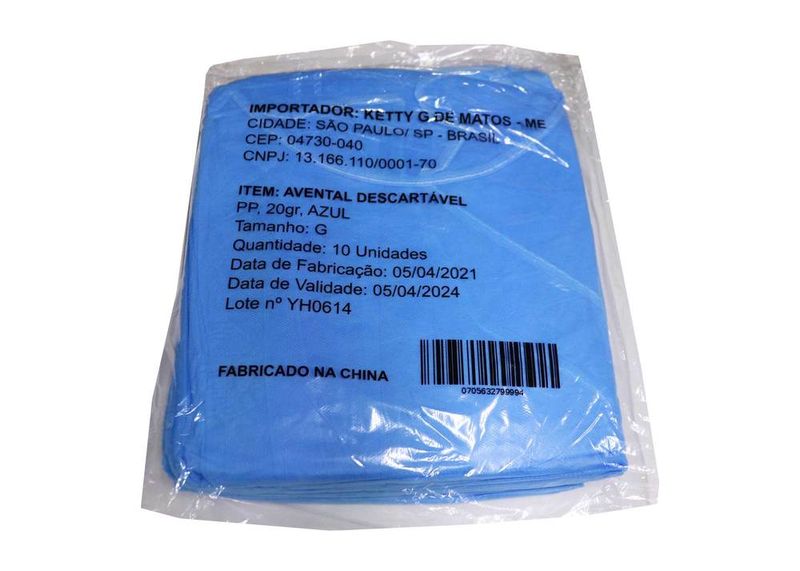 IMPORTADOR: KETTY G DE MATOS - ME
CIDADE: SÃO PAULO/ SP - BRASIL
CEP: 04730-040
CNPJ: 13.166.110/0001-70
ITEM: AVENTAL DESCARTÁVEL
PP, 20gr, AZUL
Tamanho: G
Quantidade: 10 Unidades
Data de Fabricação: 05/04/2021
Data de Validade: 05/04/2024
Lote nº YH0614
FABRICADO NA CHINA
0705632799994